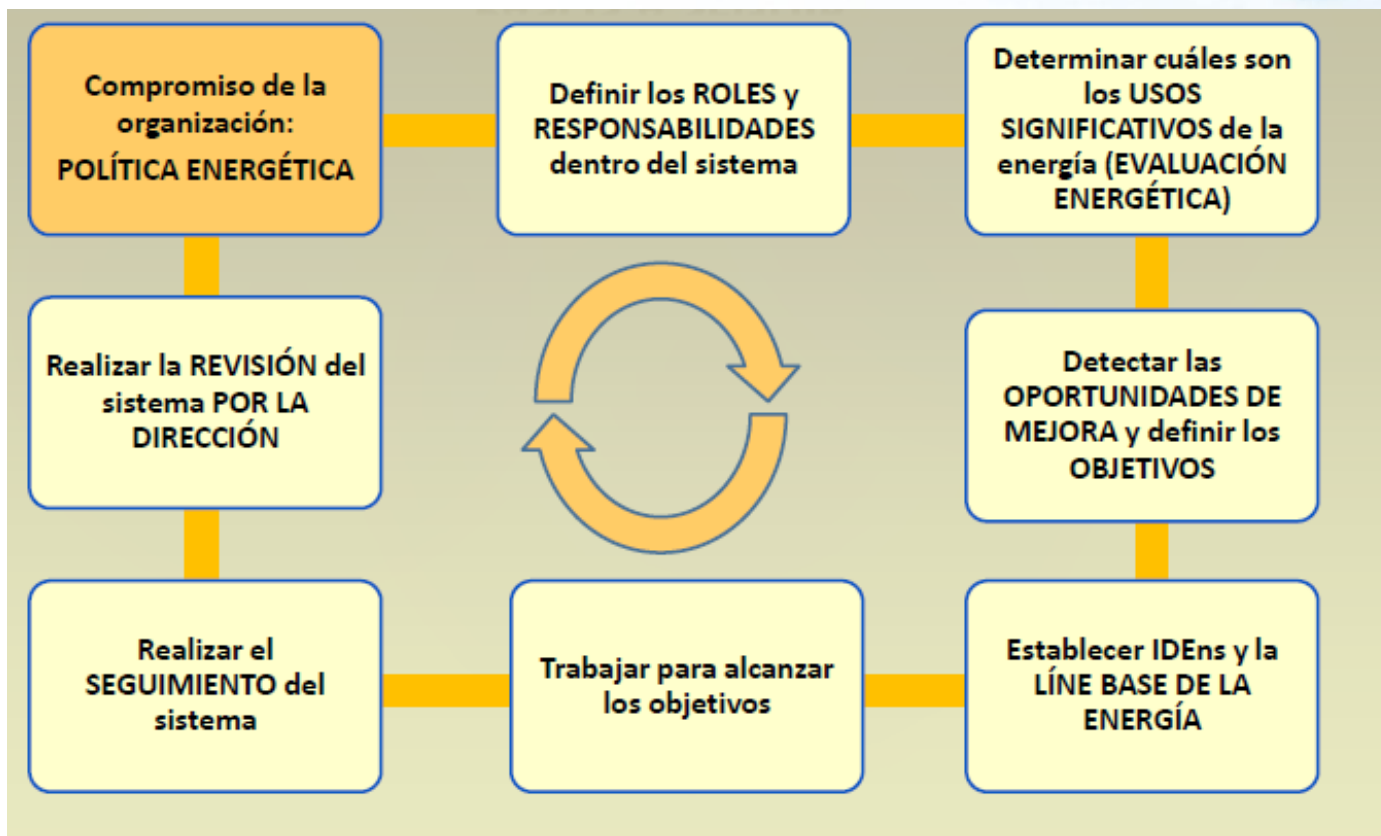 Compromiso de la
organización:
POLÍTICA ENERGÉTICA
Definir los ROLES y
RESPONSABILIDADES
dentro del sistema
Determinar cuáles son
los USOS
SIGNIFICATIVOS de la
energía (EVALUACIÓN
ENERGÉTICA)
Detectar las
OPORTUNIDADES DE
MEJORA y definir los
OBJETIVOS
Establecer IDEns y la
LÍNE BASE DE LA
ENERGÍA
Trabajar para alcanzar
los objetivos
Realizar el
SEGUIMIENTO del
sistema
Realizar la REVISIÓN del
sistema POR LA
DIRECCIÓN